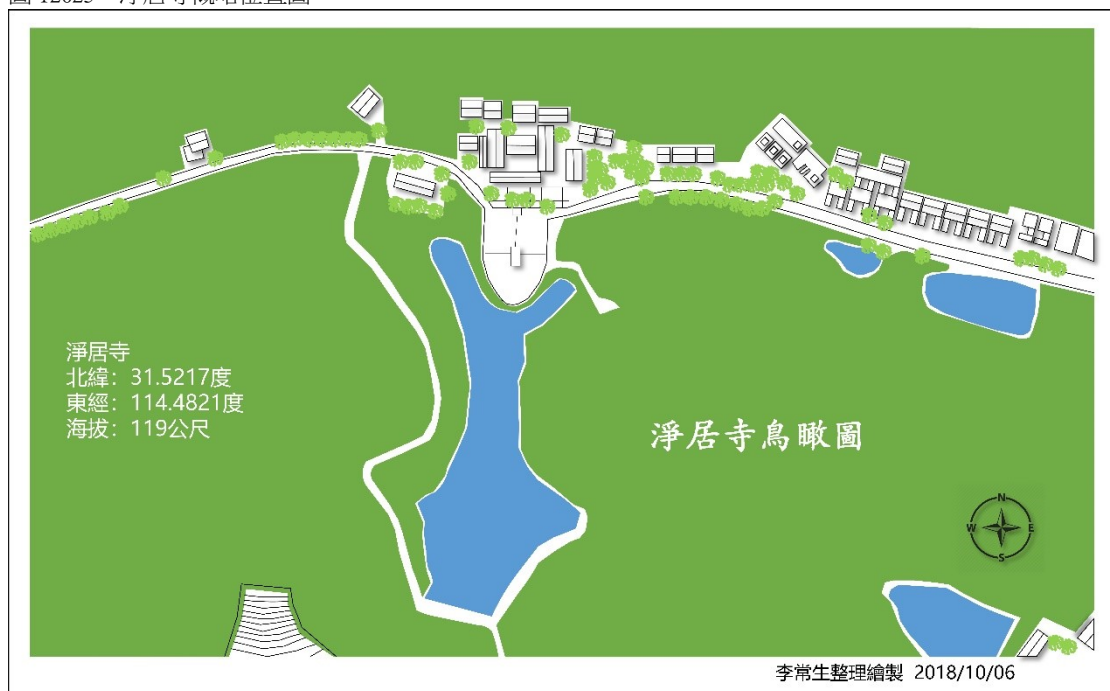 淨居寺
北緯：31.5217度
東經：114.4821度
海拔：119公尺
淨居寺鳥瞰圖
N
W E
S
李常生整理繪製 2018/10/06